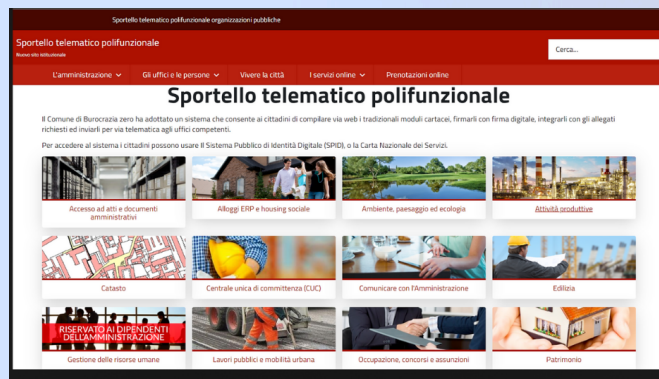 Sportello telematico polifunzionale organizzazioni pubbliche
Sportello telematico polifunzionale
Nuovo sito istituzionale
Cerca...
L'amministrazione
Gli uffici e le persone
Vivere la città
I servizi online
Prenotazioni online
Sportello telematico polifunzionale
Il Comune di Burocrazia zero ha adottato un sistema che consente ai cittadini di compilare via web i tradizionali moduli cartacei, firmarli con firma digitale, integrarli con gli allegati
richiesti ed inviarli per via telematica agli uffici competenti.
Per accedere al sistema i cittadini possono usare Il Sistema Pubblico di Identità Digitale (SPID), o la Carta Nazionale dei Servizi.
Accesso ad atti e documenti
amministrativi
Alloggi ERP e housing sociale
Ambiente, paesaggio ed ecologia
Attività produttive
Catasto
Centrale unica di committenza (CUC)
Comunicare con l'Amministrazione
Edilizia
RISERVATO AI DIPENDENTI
DELL'AMMINISTRAZIONE
Gestione delle risorse umane
Lavori pubblici e mobilità urbana
Occupazione, concorsi e assunzioni
Patrimonio